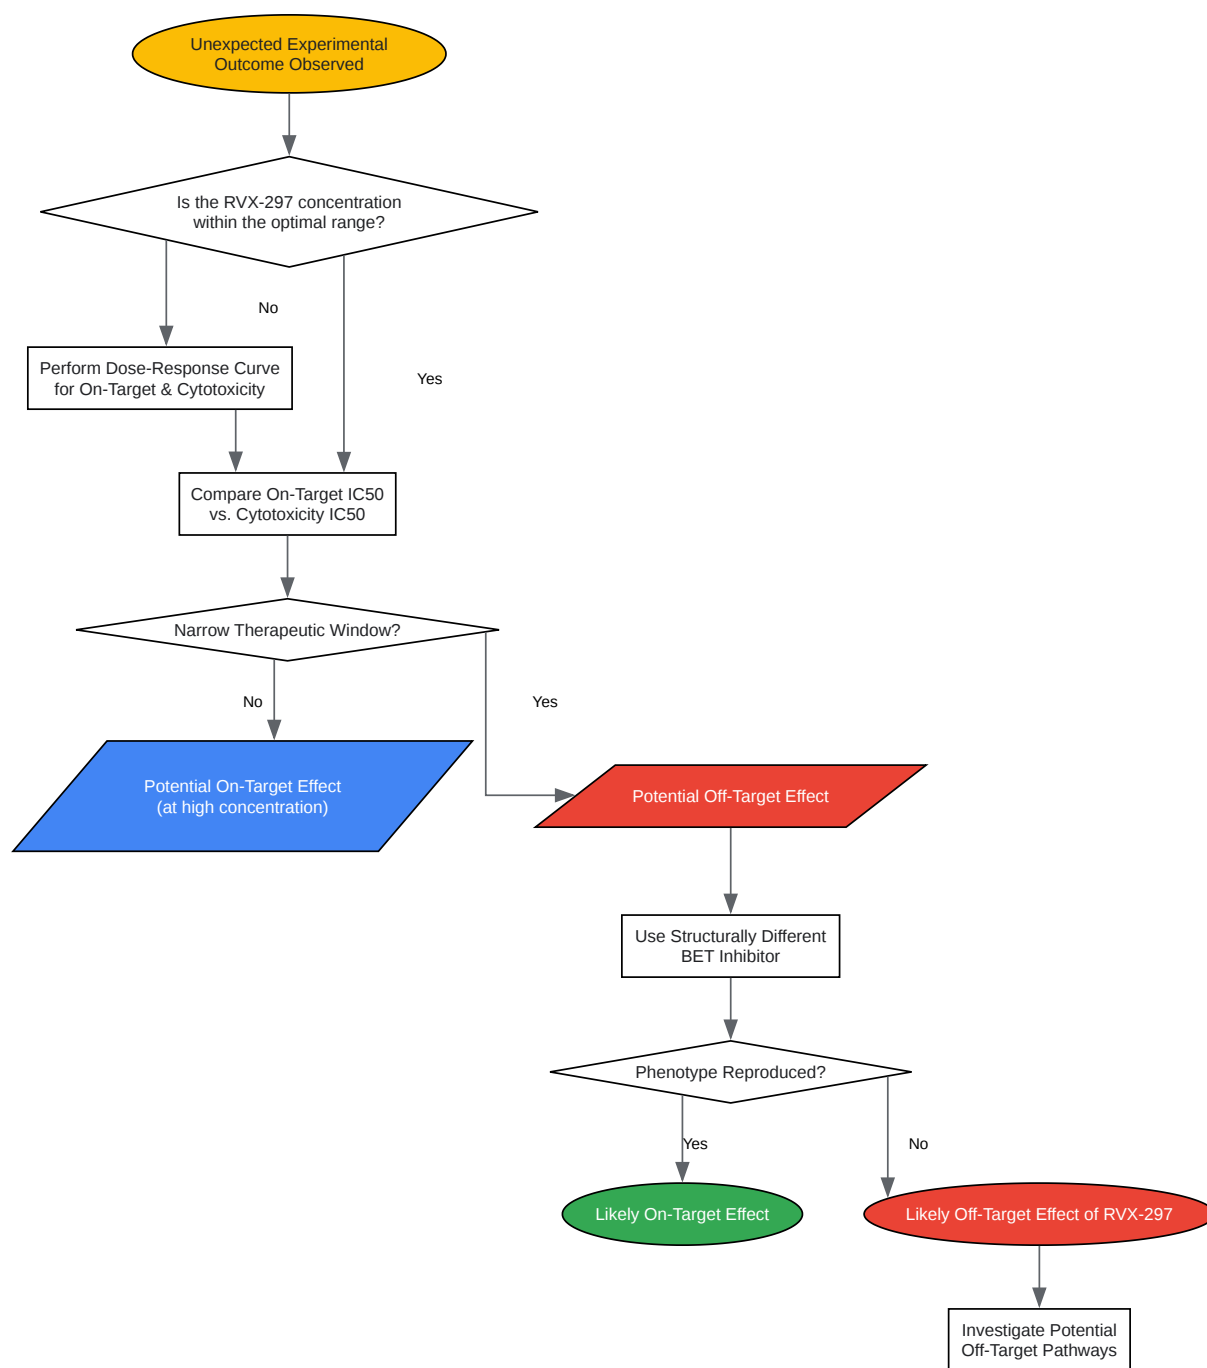 Unexpected Experimental
Outcome Observed
Is the RVX-297 concentration
within the optimal range?
No
Perform Dose-Response Curve
for On-Target & Cytotoxicity
Yes
Compare On-Target IC50
vs. Cytotoxicity IC50
Narrow Therapeutic Window?
No
Yes
Potential On-Target Effect
(at high concentration)
Potential Off-Target Effect
Use Structurally Different
BET Inhibitor
Phenotype Reproduced?
Yes
No
Likely On-Target Effect
Likely Off-Target Effect of RVX-297
Investigate Potential
Off-Target Pathways